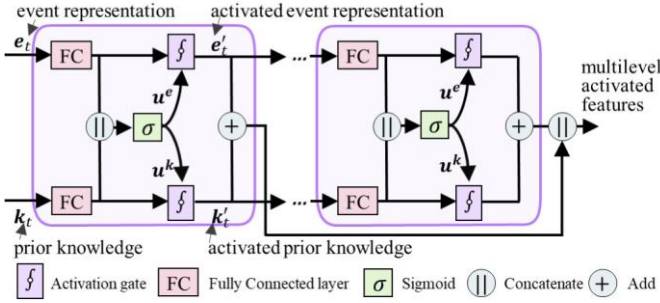 event representation activated event representation
e_t e'_t
FC FC
u^e u^e
multilevel
activated
features
|| σ + ... || σ + ||
u^k u^k
FC FC
k_t k'_t
prior knowledge activated prior knowledge
∮ Activation gate FC Fully Connected layer σ Sigmoid || Concatenate + Add